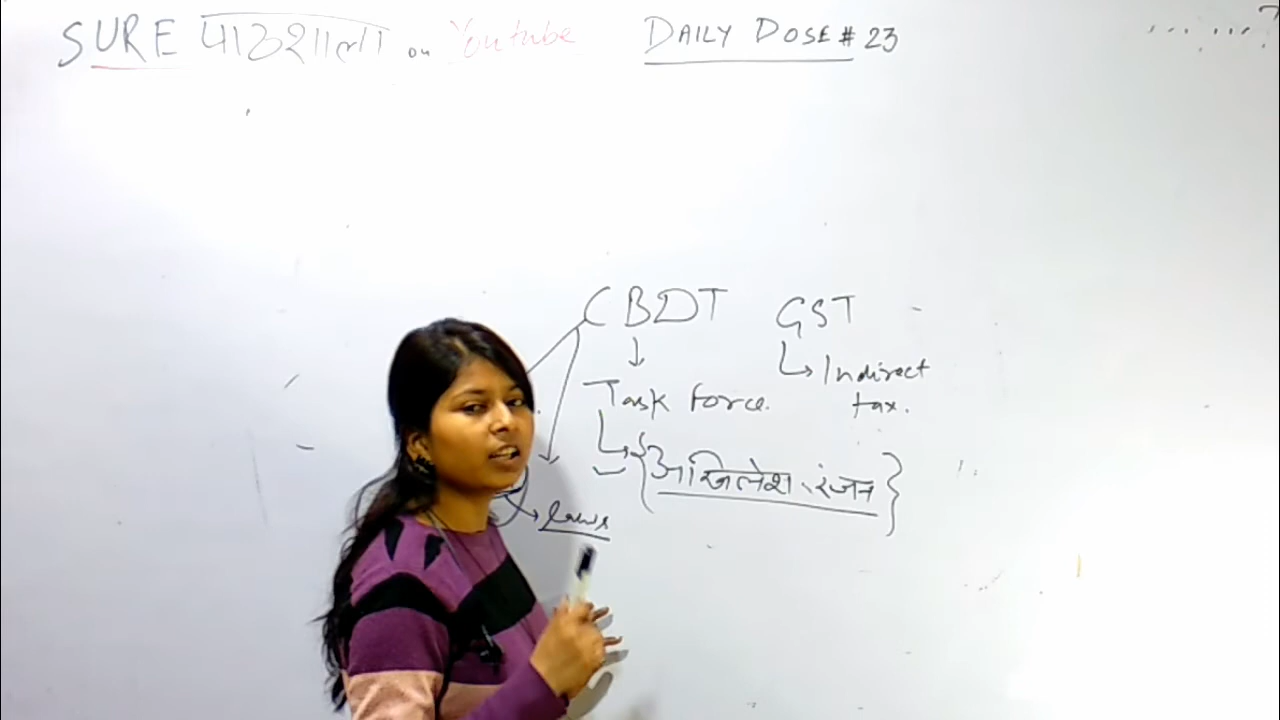 SURE पाठशाला on Youtube DAILY DOSE # 23
CBDT GST
Indirect
Task force. tax.
{अखिलेश रंजन}
laws